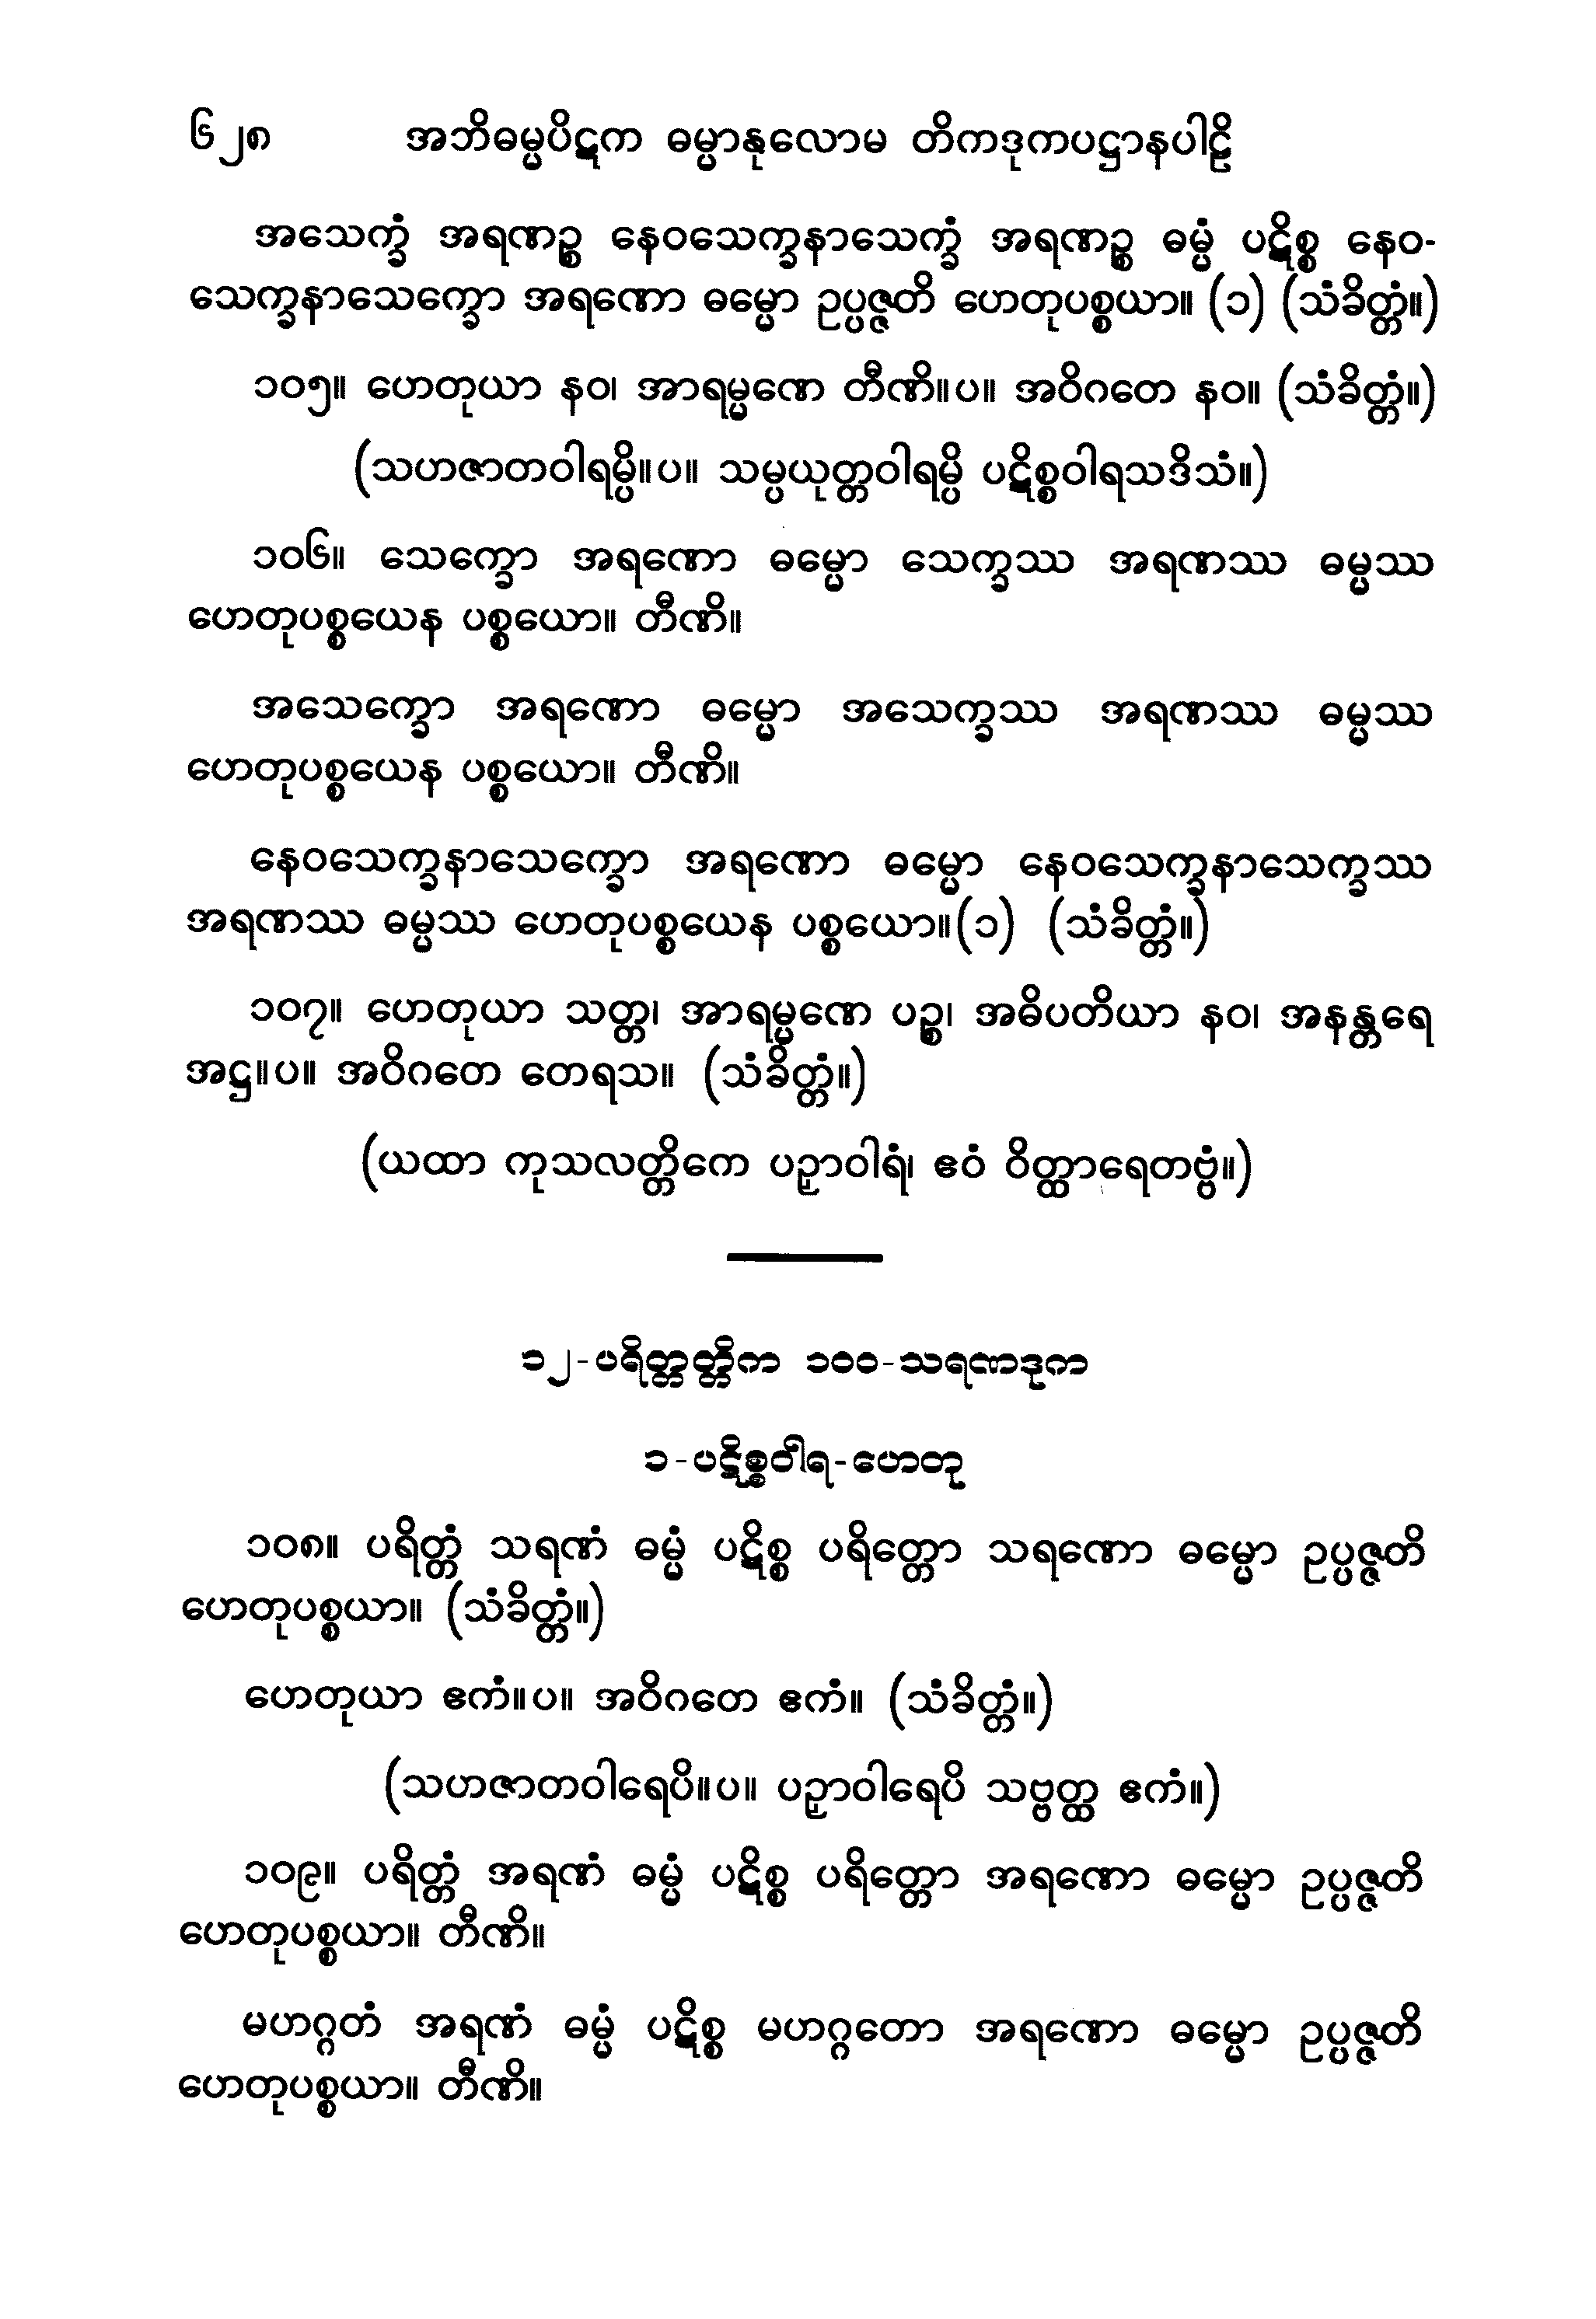 ၆၂၈ အဘိဓမ္မပိဋက ဓမ္မာနုလောမ တိကဒုကပဋ္ဌာနပါဠိ
အသေက္ခံ အရဏဉ္စ နေဝသေက္ခနာသေက္ခံ အရဏဉ္စ ဓမ္မံ ပဋိစ္စ နေဝ-
သေက္ခနာသေက္ခော အရဏော ဓမ္မော ဥပ္ပဇ္ဇတိ ဟေတုပစ္စယာ။ (၁) (သံခိတ္တံ။)
၁၀၅။ ဟေတုယာ နဝ၊ အာရမ္မဏေ တီဏိ။ပ။ အဝိဂတေ နဝ။ (သံခိတ္တံ။)
(သဟဇာတဝါရမ္ပိ။ပ။ သမ္ပယုတ္တဝါရမ္ပိ ပဋိစ္စဝါရသဒိသံ။)
၁၀၆။ သေက္ခော အရဏော ဓမ္မော သေက္ခဿ အရဏဿ ဓမ္မဿ
ဟေတုပစ္စယေန ပစ္စယော။ တီဏိ။
အသေက္ခော အရဏော ဓမ္မော အသေက္ခဿ အရဏဿ ဓမ္မဿ
ဟေတုပစ္စယေန ပစ္စယော။ တီဏိ။
နေဝသေက္ခနာသေက္ခော အရဏော ဓမ္မော နေဝသေက္ခနာသေက္ခဿ
အရဏဿ ဓမ္မဿ ဟေတုပစ္စယေန ပစ္စယော။(၁) (သံခိတ္တံ။)
၁၀၇။ ဟေတုယာ သတ္တ၊ အာရမ္မဏေ ပဉ္စ၊ အဓိပတိယာ နဝ၊ အနန္တရေ
အဋ္ဌ။ပ။ အဝိဂတေ တေရသ။ (သံခိတ္တံ။)
(ယထာ ကုသလတ္တိကေ ပဉှာဝါရံ၊ ဧဝံ ဝိတ္ထာရေတဗ္ဗံ။)
၁၂-ပရိတ္တတ္တိက ၁၀၀-သရဏဒုက
၁-ပဋိစ္စဝါရ-ဟေတု
၁၀၈။ ပရိတ္တံ သရဏံ ဓမ္မံ ပဋိစ္စ ပရိတ္တော သရဏော ဓမ္မော ဥပ္ပဇ္ဇတိ
ဟေတုပစ္စယာ။ (သံခိတ္တံ။)
ဟေတုယာ ဧကံ။ပ။ အဝိဂတေ ဧကံ။ (သံခိတ္တံ။)
(သဟဇာတဝါရေပိ။ပ။ ပဉှာဝါရေပိ သဗ္ဗတ္ထ ဧကံ။)
၁၀၉။ ပရိတ္တံ အရဏံ ဓမ္မံ ပဋိစ္စ ပရိတ္တော အရဏော ဓမ္မော ဥပ္ပဇ္ဇတိ
ဟေတုပစ္စယာ။ တီဏိ။
မဟဂ္ဂတံ အရဏံ ဓမ္မံ ပဋိစ္စ မဟဂ္ဂတော အရဏော ဓမ္မော ဥပ္ပဇ္ဇတိ
ဟေတုပစ္စယာ။ တီဏိ။